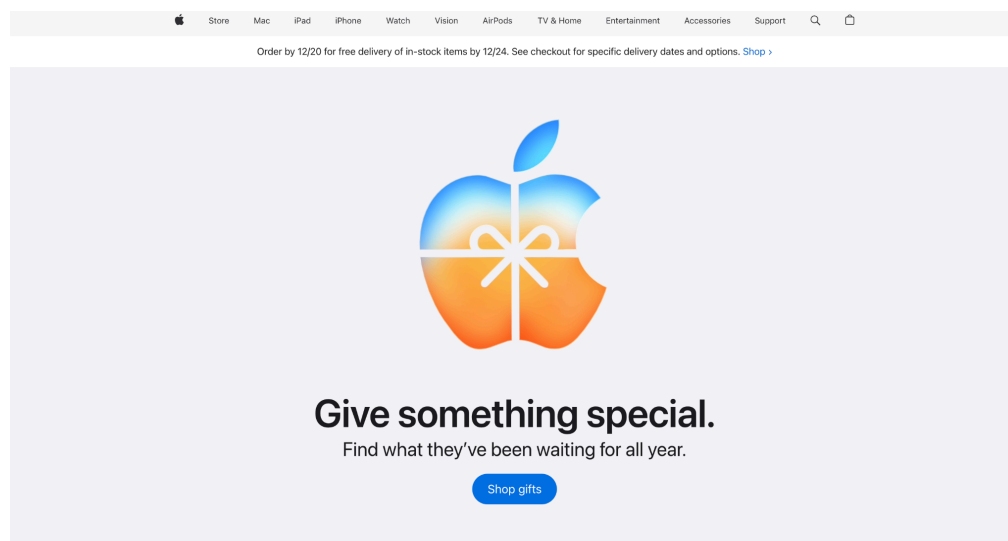 Store Mac iPad iPhone Watch Vision AirPods TV & Home Entertainment Accessories Support
Order by 12/20 for free delivery of in-stock items by 12/24. See checkout for specific delivery dates and options. Shop >
Give something special.
Find what they’ve been waiting for all year.
Shop gifts